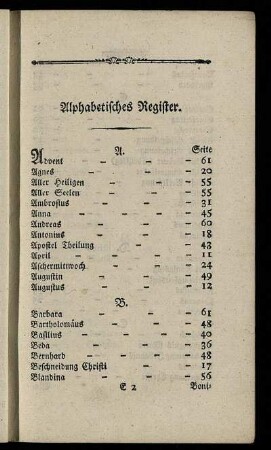 Alphabetisches Register.
A. Seite
Advent - - - 61
Agnes - - - 20
Aller Heiligen - - - 55
Aller Seelen - - - 55
Ambrosius - - - 31
Anna - - - 45
Andreas - - - 60
Antonius - - - 18
Apostel Theilung - - 43
April - - - 11
Aschermittwoch - - 24
Augustin - - - 49
Augustus - - - 12
B.
Barbara - - - 61
Bartholomäus - - - 48
Basilius - - - 40
Beda - - - 36
Bernhard - - - 48
Beschneidung Christi - - 17
Blandina - - - 56
E 2 Boni-